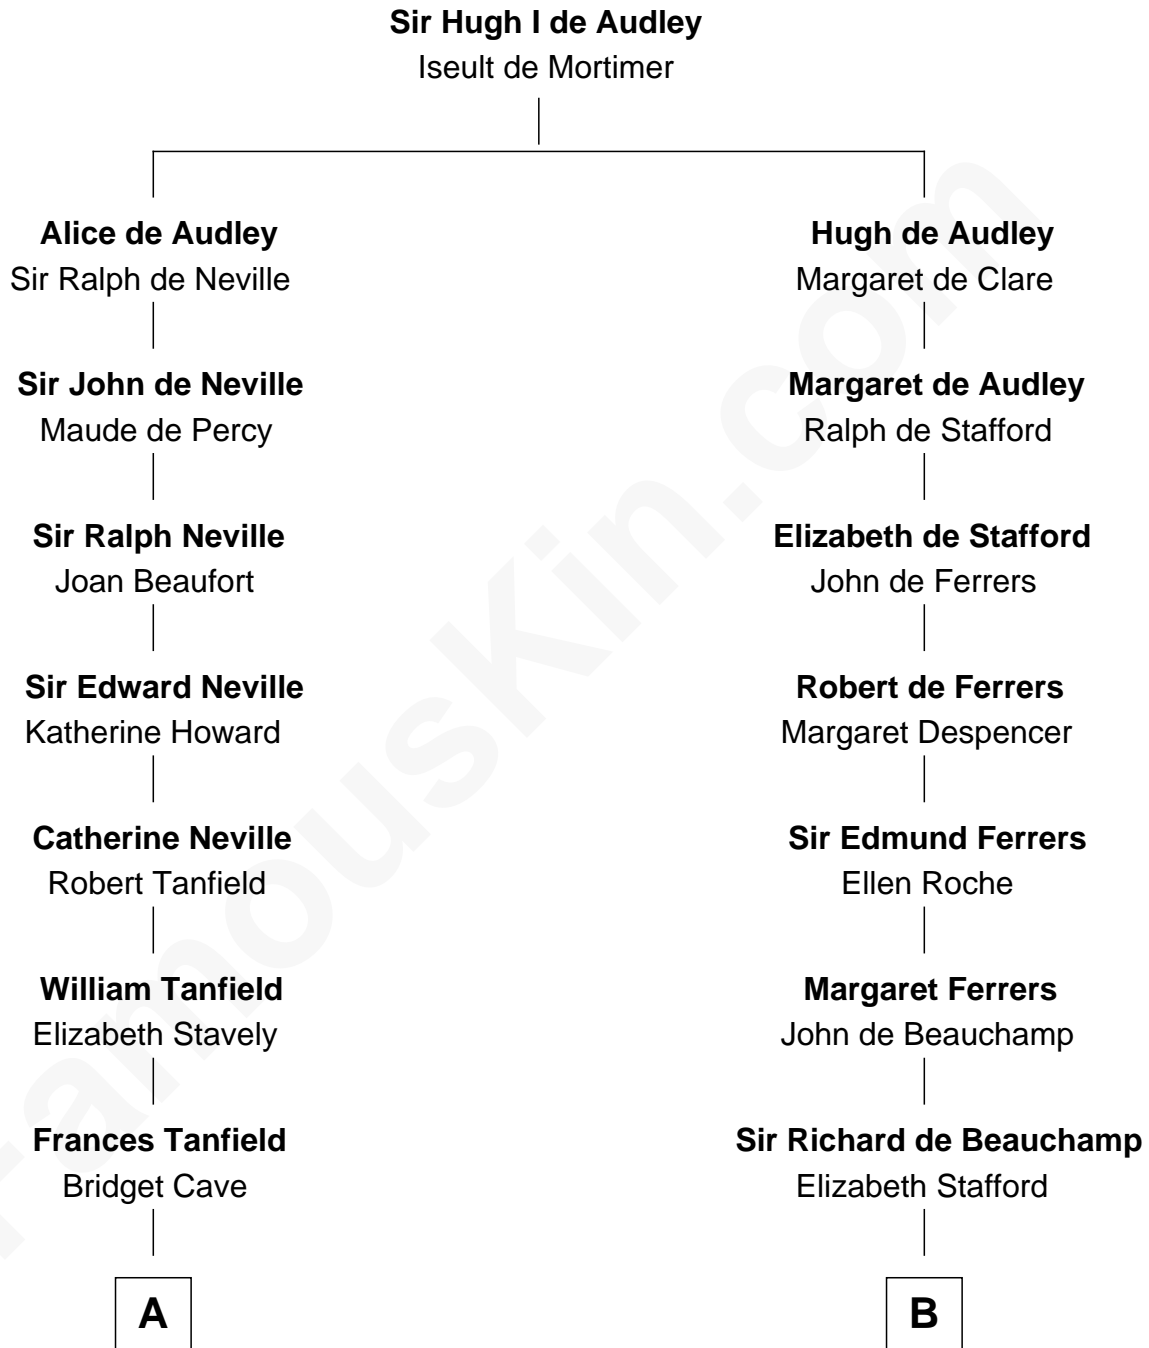 Sir Hugh I de Audley
Iseult de Mortimer
Alice de Audley
Sir Ralph de Neville
Hugh de Audley
Margaret de Clare
Sir John de Neville
Maude de Percy
Margaret de Audley
Ralph de Stafford
Sir Ralph Neville
Joan Beaufort
Elizabeth de Stafford
John de Ferrers
Sir Edward Neville
Katherine Howard
Robert de Ferrers
Margaret Despencer
Catherine Neville
Robert Tanfield
Sir Edmund Ferrers
Ellen Roche
William Tanfield
Elizabeth Stavely
Margaret Ferrers
John de Beauchamp
Frances Tanfield
Bridget Cave
Sir Richard de Beauchamp
Elizabeth Stafford
A
B
FamousKin.com